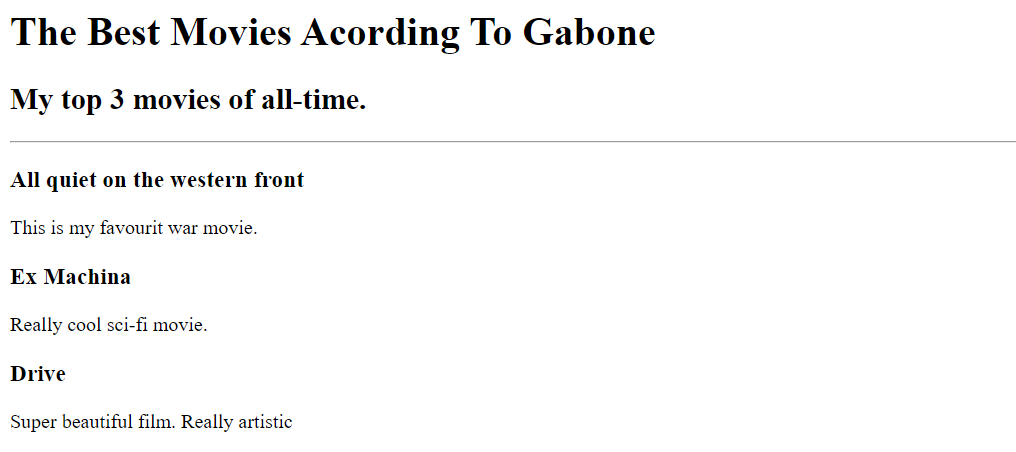 The Best Movies Acording To Gabone
My top 3 movies of all-time.
All quiet on the western front
This is my favourit war movie.
Ex Machina
Really cool sci-fi movie.
Drive
Super beautiful film. Really artistic